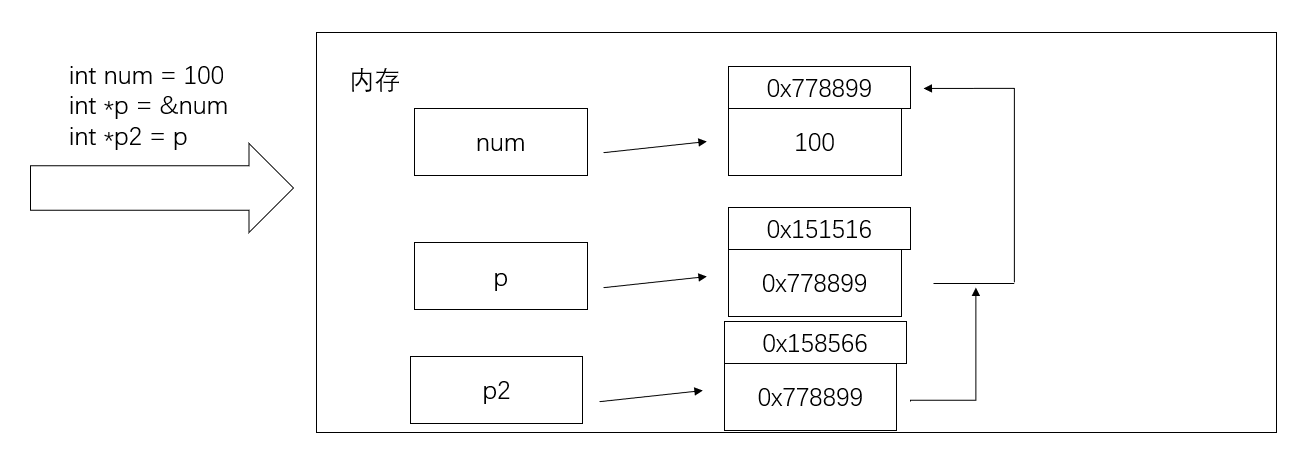 int num = 100
int *p = &num
int *p2 = p
内存
num
0x778899
100
p
0x151516
0x778899
p2
0x158566
0x778899